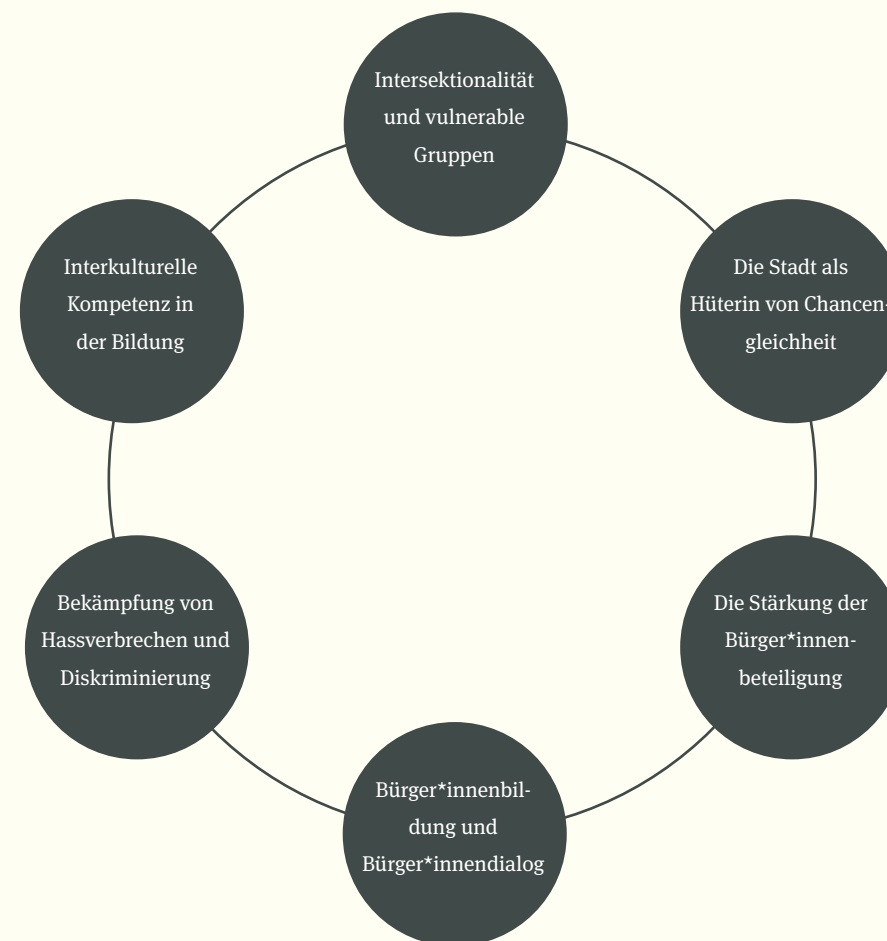 Intersektionalität
und vulnerable
Gruppen
Interkulturelle
Kompetenz in
der Bildung
Die Stadt als
Hüterin von Chancen-
gleichheit
Bekämpfung von
Hassverbrechen und
Diskriminierung
Die Stärkung der
Bürger*innen-
beteiligung
Bürger*innenbil-
dung und
Bürger*innendialog